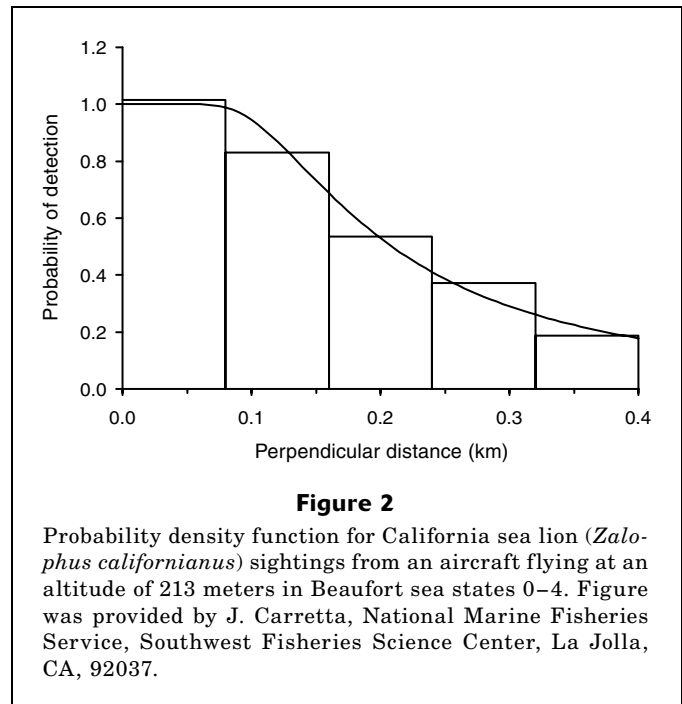 1.2
1.0
0.8
0.6
0.4
0.2
0.0
Probability of detection
0.0 0.1 0.2 0.3 0.4
Perpendicular distance (km)
Figure 2
Probability density function for California sea lion (Zalo-
phus californianus) sightings from an aircraft flying at an
altitude of 213 meters in Beaufort sea states 0–4. Figure
was provided by J. Carretta, National Marine Fisheries
Service, Southwest Fisheries Science Center, La Jolla,
CA, 92037.